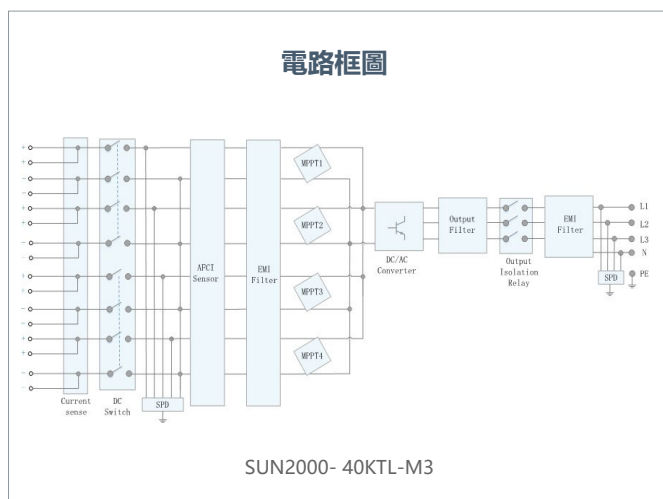 電路框圖
+
+
−
−
+
+
−
−
+
+
−
−
+
+
−
−
Current
sense
DC
Switch
SPD
AFCI
Sensor
EMI
Filter
MPPT1
MPPT2
MPPT3
MPPT4
DC/AC
Converter
Output
Filter
Output
Isolation
Relay
EMI
Filter
SPD
L1
L2
L3
N
PE
SUN2000- 40KTL-M3